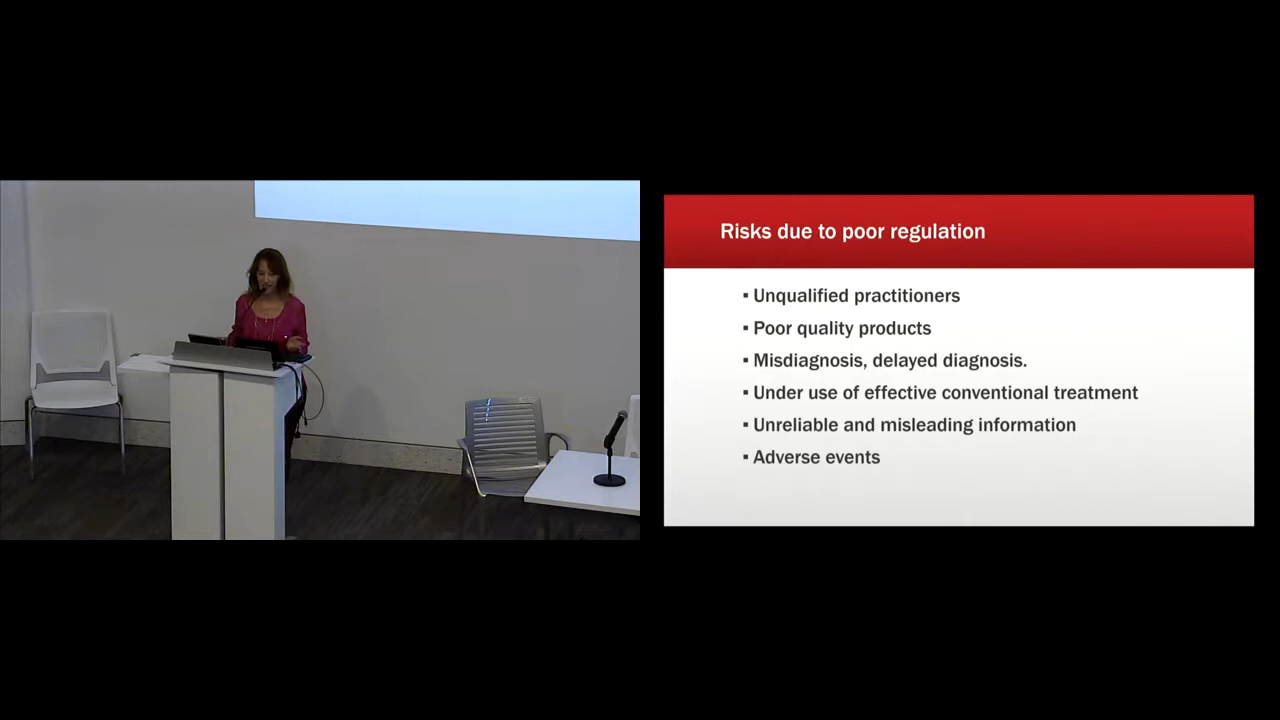 Risks due to poor regulation
▪ Unqualified practitioners
▪ Poor quality products
▪ Misdiagnosis, delayed diagnosis.
▪ Under use of effective conventional treatment
▪ Unreliable and misleading information
▪ Adverse events